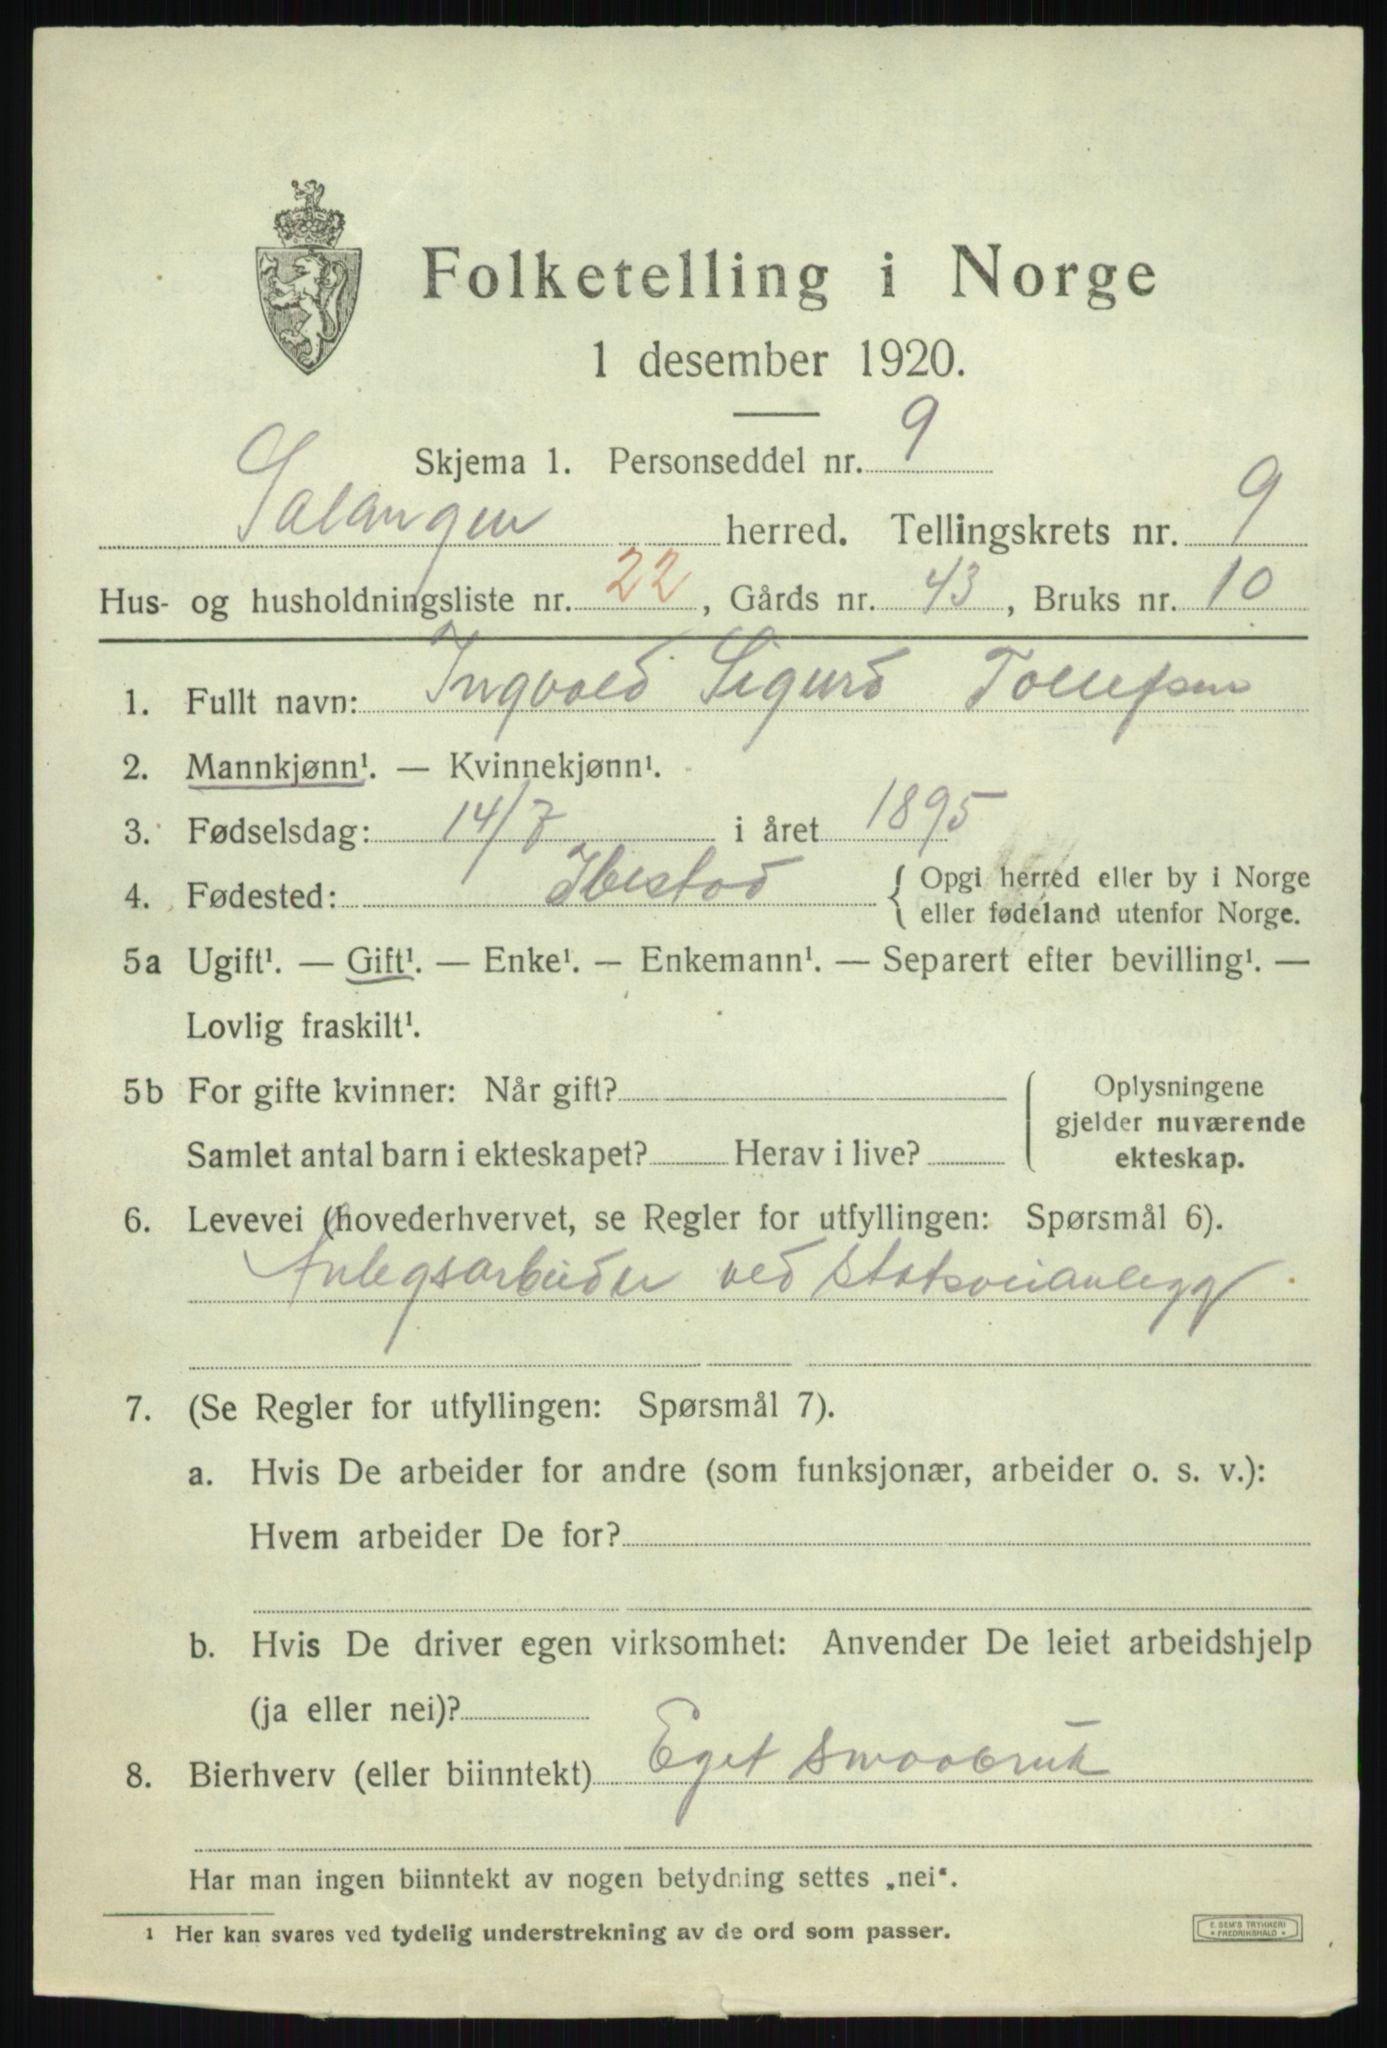 Folketelling i Norge
1 desember 1920.
Skjema 1. Personseddel nr. 9
Salangen herred. Tellingskrets nr. 9
Hus- og husholdningsliste nr. 22, Gårds nr. 43, Bruks nr. 10
1. Fullt navn: Ingvald Sigurd Tollefsen
2. Mannkjønn¹. — Kvinnekjønn¹.
3. Fødselsdag: 14/7 i året 1895
4. Fødested: Ibestad { Opgi herred eller by i Norge
eller fødeland utenfor Norge.
5a Ugift¹. — Gift¹. — Enke¹. — Enkemann¹. — Separert efter bevilling¹. —
Lovlig fraskilt¹.
5b For gifte kvinner: Når gift? Oplysningene
gjelder nuværende
Samlet antal barn i ekteskapet? Herav i live? ekteskap.
6. Levevei (hovederhvervet, se Regler for utfyllingen: Spørsmål 6).
Anlegsarbeider ved Statsveianlegg
7. (Se Regler for utfyllingen: Spørsmål 7).
a. Hvis De arbeider for andre (som funksjonær, arbeider o. s. v.):
Hvem arbeider De for?
b. Hvis De driver egen virksomhet: Anvender De leiet arbeidshjelp
(ja eller nei)?
8. Bierhverv (eller biinntekt) Eget smaabruk
Har man ingen biinntekt av nogen betydning settes „nei“.
¹ Her kan svares ved tydelig understrekning av de ord som passer.
E. SEM'S TRYKKERI
* FREDRIKSHALD *